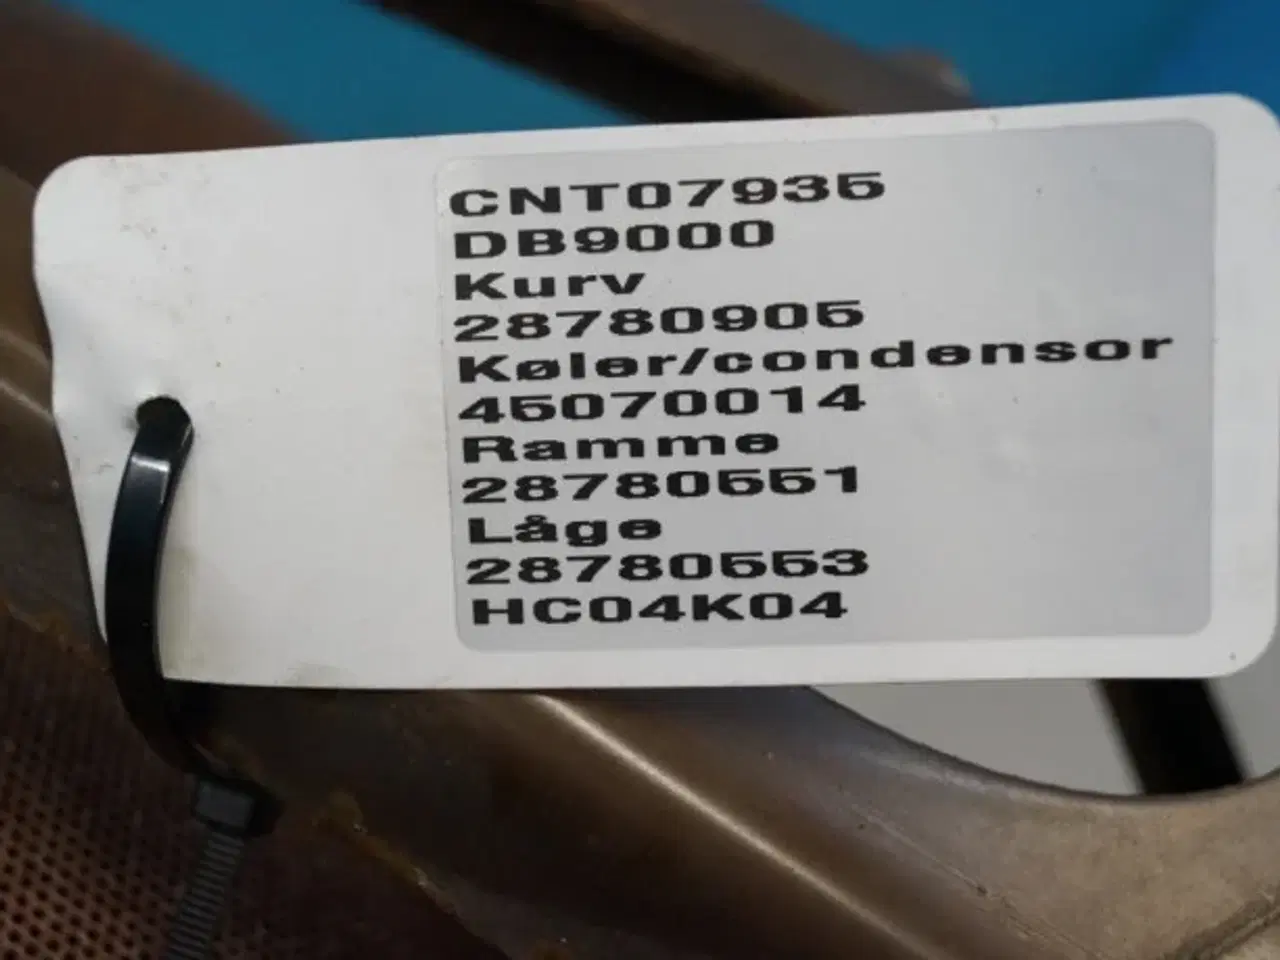 CNT07935
DB9000
Kurv
28780905
Køler/condensor
45070014
Ramme
28780551
Låge
28780553
HC04K04